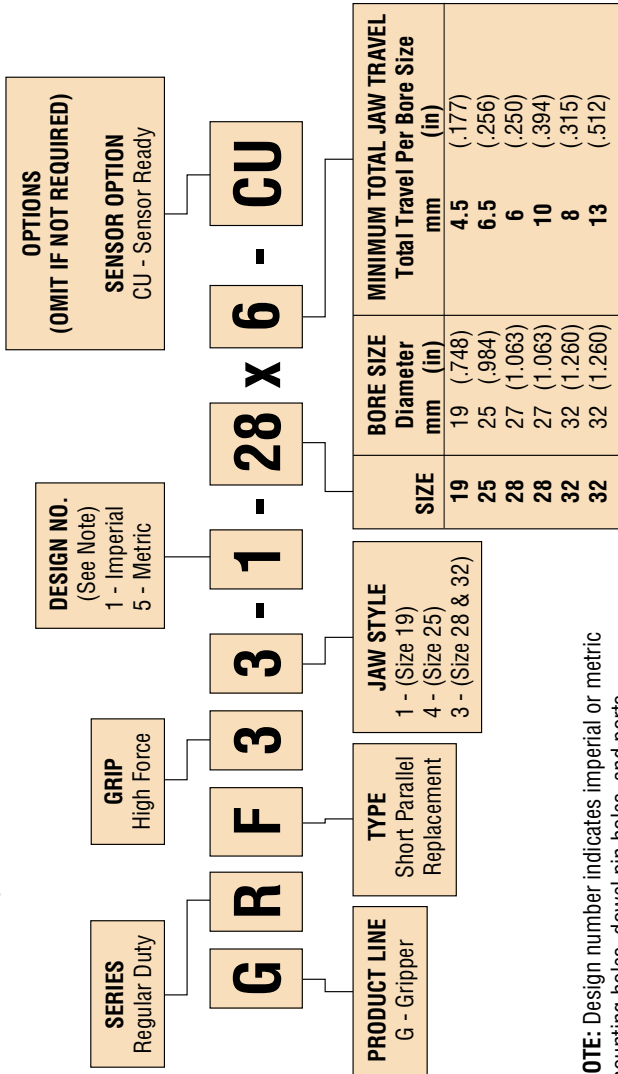 OPTIONS
(OMIT IF NOT REQUIRED)
SENSOR OPTION
CU - Sensor Ready
DESIGN NO.
(See Note)
1 - Imperial
5 - Metric
GRIP
High Force
SERIES
Regular Duty
G R F 3 3 - 1 - 28 x 6 - CU
PRODUCT LINE
G - Gripper
TYPE
Short Parallel
Replacement
JAW STYLE
1 - (Size 19)
4 - (Size 25)
3 - (Size 28 & 32)
SIZE BORE SIZE MINIMUM TOTAL JAW TRAVEL
Diameter Total Travel Per Bore Size
mm (in) mm (in)
19 19 (.748) 4.5 (.177)
25 25 (.984) 6.5 (.256)
28 27 (1.063) 6 (.250)
28 27 (1.063) 10 (.394)
32 32 (1.260) 8 (.315)
32 32 (1.260) 13 (.512)
OTE: Design number indicates imperial or metric